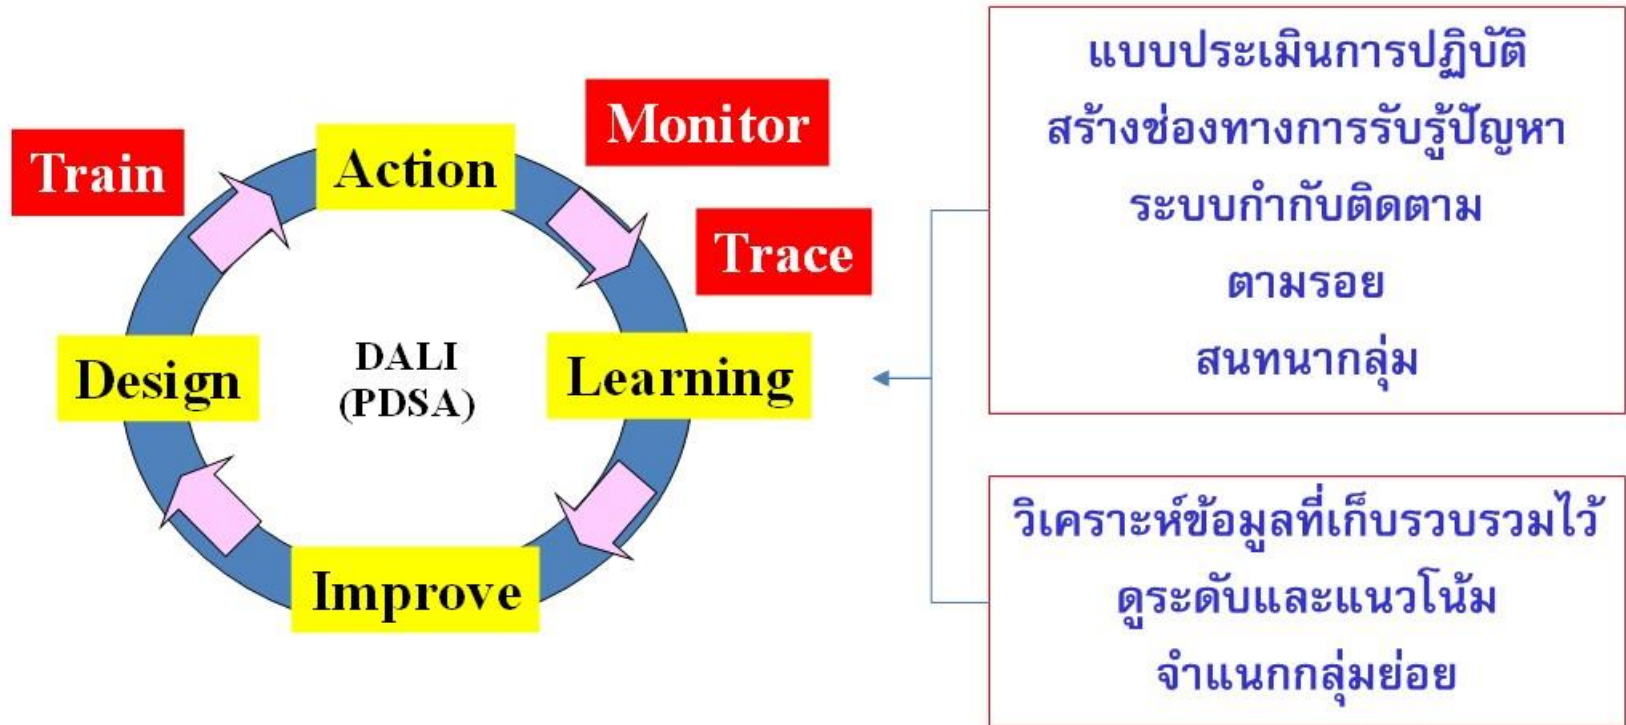 Train
Action
Monitor
Trace
Design
DALI
(PDSA)
Learning
Improve
แบบประเมินการปฏิบัติ
สร้างช่องทางการรับรู้ปัญหา
ระบบกำกับติดตาม
ตามรอย
สนทนากลุ่ม
วิเคราะห์ข้อมูลที่เก็บรวบรวมไว้
ดูระดับและแนวโน้ม
จำแนกกลุ่มย่อย